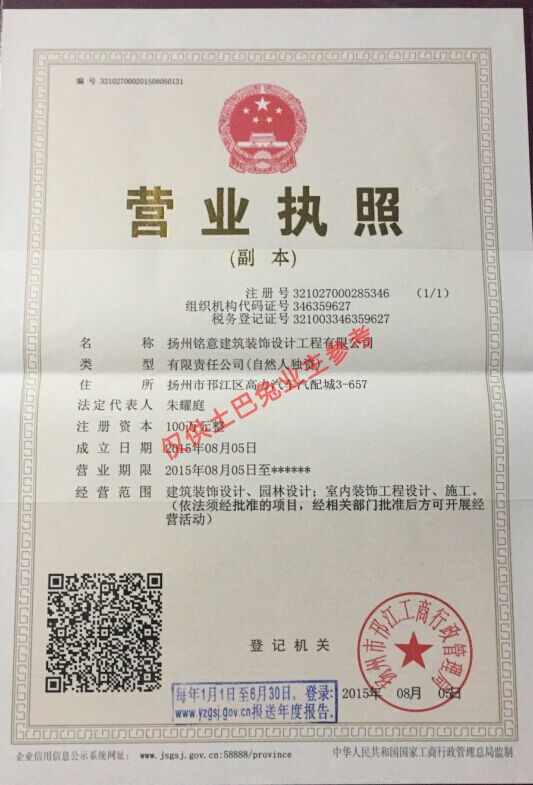 编 号 321027000201508050131
营业执照
(副 本)
注 册 号 321027000285346 (1/1)
组织机构代码证号 346359627
税务登记证号 321003346359627
名 称 扬州铭意建筑装饰设计工程有限公司
类 型 有限责任公司(自然人独资)
住 所 扬州市邗江区高力汽车汽配城3-657
法定代表人 朱耀庭
注 册 资 本 100万元整
成 立 日 期 2015年08月05日
营 业 期 限 2015年08月05日至******
经 营 范 围 建筑装饰设计、园林设计；室内装饰工程设计、施工。
（依法须经批准的项目，经相关部门批准后方可开展经
营活动）
仅供土巴兔业主参考
登 记 机 关
扬州市邗江工商行政管理局
2015年 08月 05日
每年1月1日至6月30日，登录:
www.yzgsj.gov.cn报送年度报告。
企业信用信息公示系统网址： www.jsgsj.gov.cn:58888/province
中华人民共和国国家工商行政管理总局监制